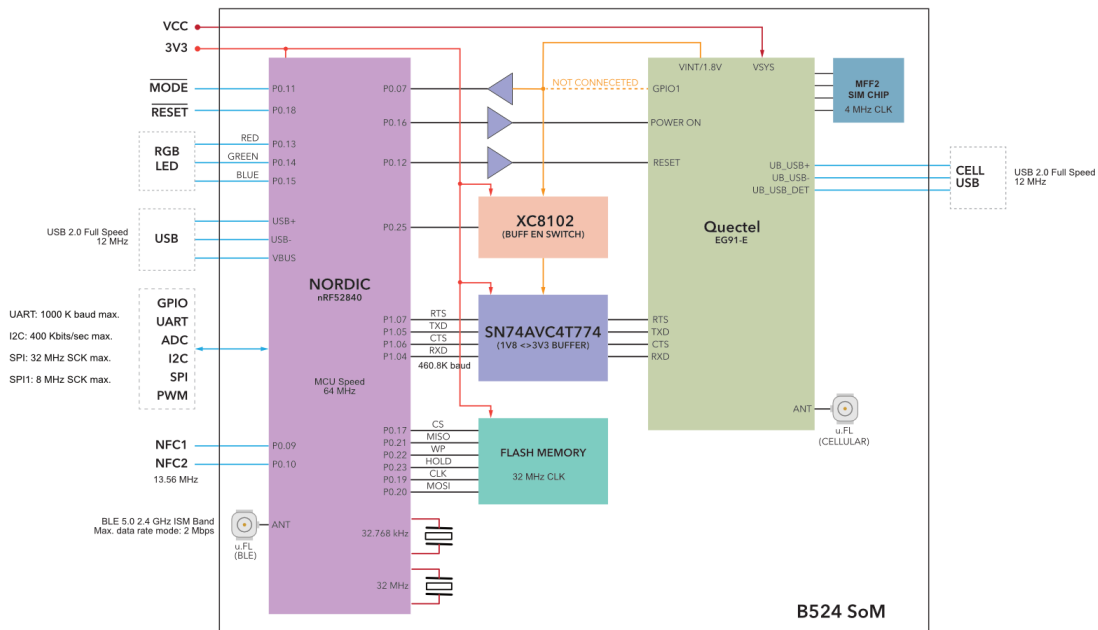 VCC
3V3
MODE
RESET
RGB
LED
RED
GREEN
BLUE
USB 2.0 Full Speed
12 MHz
USB
UART: 1000 K baud max.
I2C: 400 Kbits/sec max.
SPI: 32 MHz SCK max.
SPI1: 8 MHz SCK max.
GPIO
UART
ADC
I2C
SPI
PWM
NFC1
NFC2
13.56 MHz
BLE 5.0 2.4 GHz ISM Band
Max. data rate mode: 2 Mbps
u.FL
(BLE)
P0.11
P0.18
P0.13
P0.14
P0.15
USB+
USB-
VBUS
NORDIC
nRF52840
MCU Speed
64 MHz
P0.09
P0.10
ANT
P0.07
P0.16
P0.12
P0.25
P1.07
P1.05
P1.06
P1.04
P0.17
P0.21
P0.22
P0.23
P0.19
P0.20
32.768 kHz
32 MHz
RTS
TXD
CTS
RXD
460.8K baud
CS
MISO
WP
HOLD
CLK
MOSI
NOT CONNECETED
XC8102
(BUFF EN SWITCH)
SN74AVC4T774
(1V8 <>3V3 BUFFER)
FLASH MEMORY
32 MHz CLK
VINT/1.8V
VSYS
GPIO1
POWER ON
RESET
Quectel
EG91-E
RTS
TXD
CTS
RXD
UB_USB+
UB_USB-
UB_USB_DET
ANT
u.FL
(CELLULAR)
MFF2
SIM CHIP
4 MHz CLK
CELL
USB
USB 2.0 Full Speed
12 MHz
B524 SoM